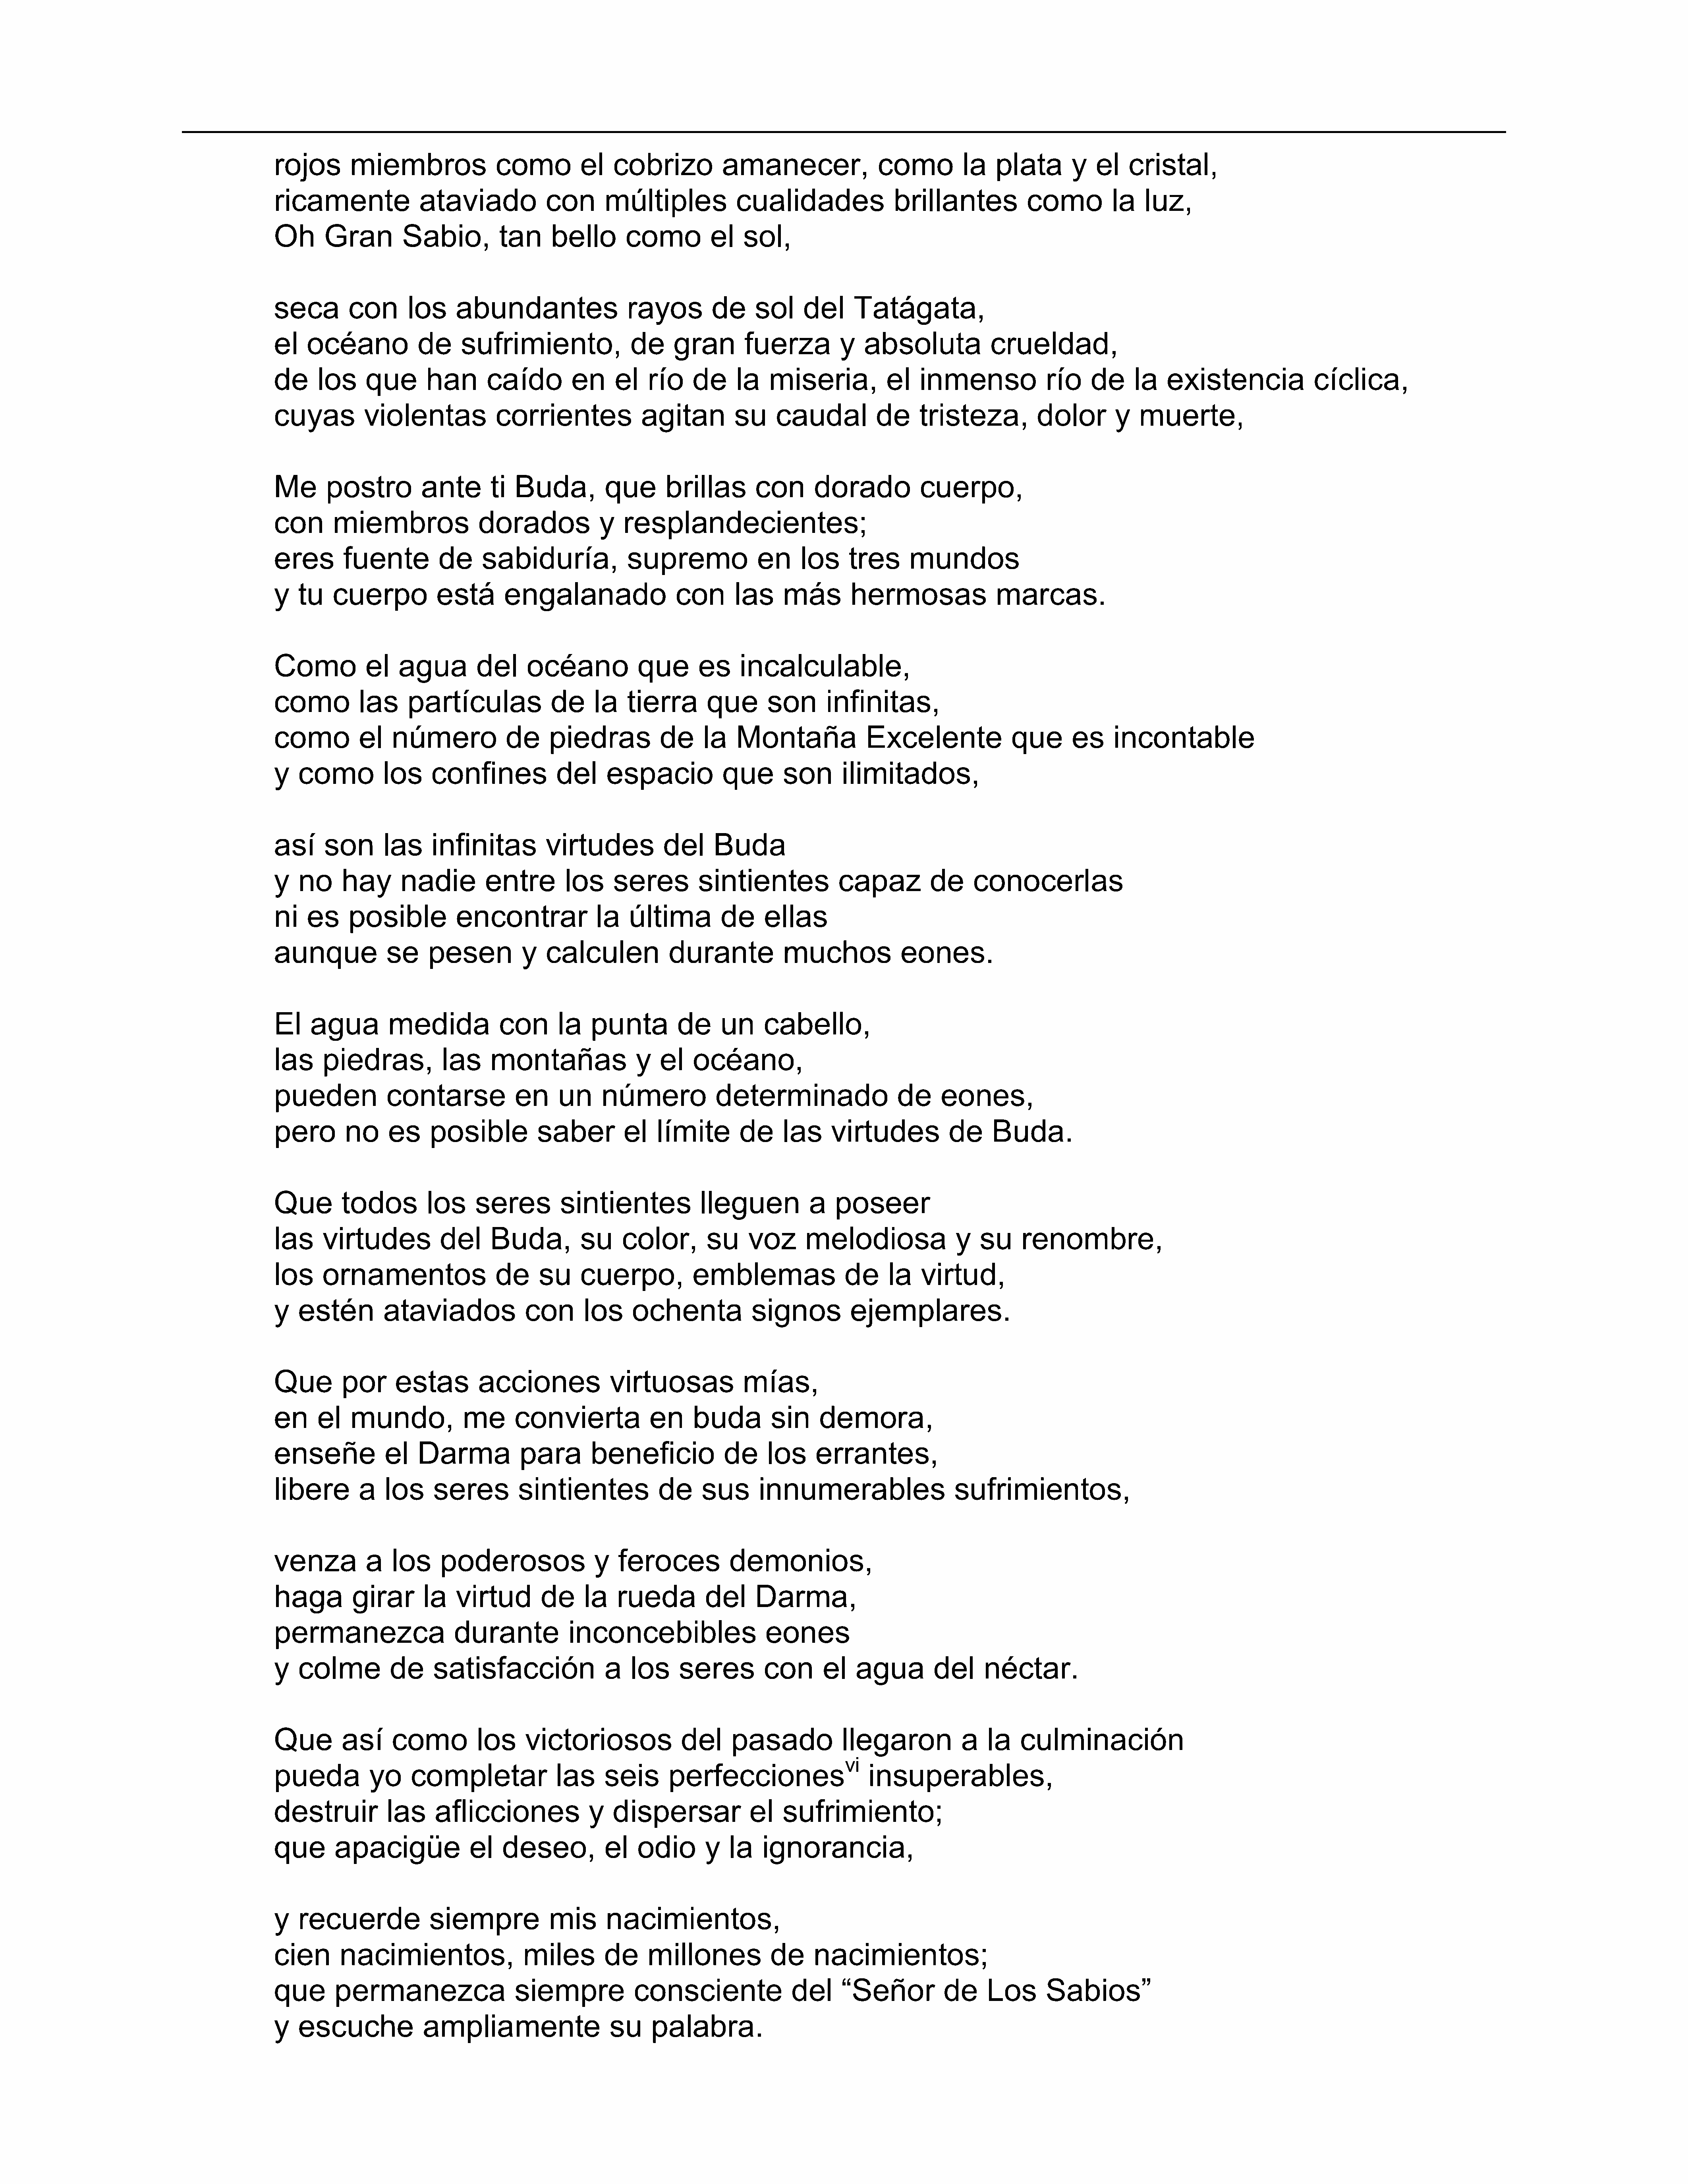 rojos miembros como el cobrizo amanecer, como la plata y el cristal,
ricamente ataviado con múltiples cualidades brillantes como la luz,
Oh Gran Sabio, tan bello como el sol,
seca con los abundantes rayos de sol del Tatágata,
el océano de sufrimiento, de gran fuerza y absoluta crueldad,
de los que han caído en el río de la miseria, el inmenso río de la existencia cíclica,
cuyas violentas corrientes agitan su caudal de tristeza, dolor y muerte,
Me postro ante ti Buda, que brillas con dorado cuerpo,
con miembros dorados y resplandecientes;
eres fuente de sabiduría, supremo en los tres mundos
y tu cuerpo está engalanado con las más hermosas marcas.
Como el agua del océano que es incalculable,
como las partículas de la tierra que son infinitas,
como el número de piedras de la Montaña Excelente que es incontable
y como los confines del espacio que son ilimitados,
así son las infinitas virtudes del Buda
y no hay nadie entre los seres sintientes capaz de conocerlas
ni es posible encontrar la última de ellas
aunque se pesen y calculen durante muchos eones.
El agua medida con la punta de un cabello,
las piedras, las montañas y el océano,
pueden contarse en un número determinado de eones,
pero no es posible saber el límite de las virtudes de Buda.
Que todos los seres sintientes lleguen a poseer
las virtudes del Buda, su color, su voz melodiosa y su renombre,
los ornamentos de su cuerpo, emblemas de la virtud,
y estén ataviados con los ochenta signos ejemplares.
Que por estas acciones virtuosas mías,
en el mundo, me convierta en buda sin demora,
enseñe el Darma para beneficio de los errantes,
libere a los seres sintientes de sus innumerables sufrimientos,
venza a los poderosos y feroces demonios,
haga girar la virtud de la rueda del Darma,
permanezca durante inconcebibles eones
y colme de satisfacción a los seres con el agua del néctar.
Que así como los victoriosos del pasado llegaron a la culminación
pueda yo completar las seis perfecciones^vi insuperables,
destruir las aflicciones y dispersar el sufrimiento;
que apacigüe el deseo, el odio y la ignorancia,
y recuerde siempre mis nacimientos,
cien nacimientos, miles de millones de nacimientos;
que permanezca siempre consciente del “Señor de Los Sabios”
y escuche ampliamente su palabra.